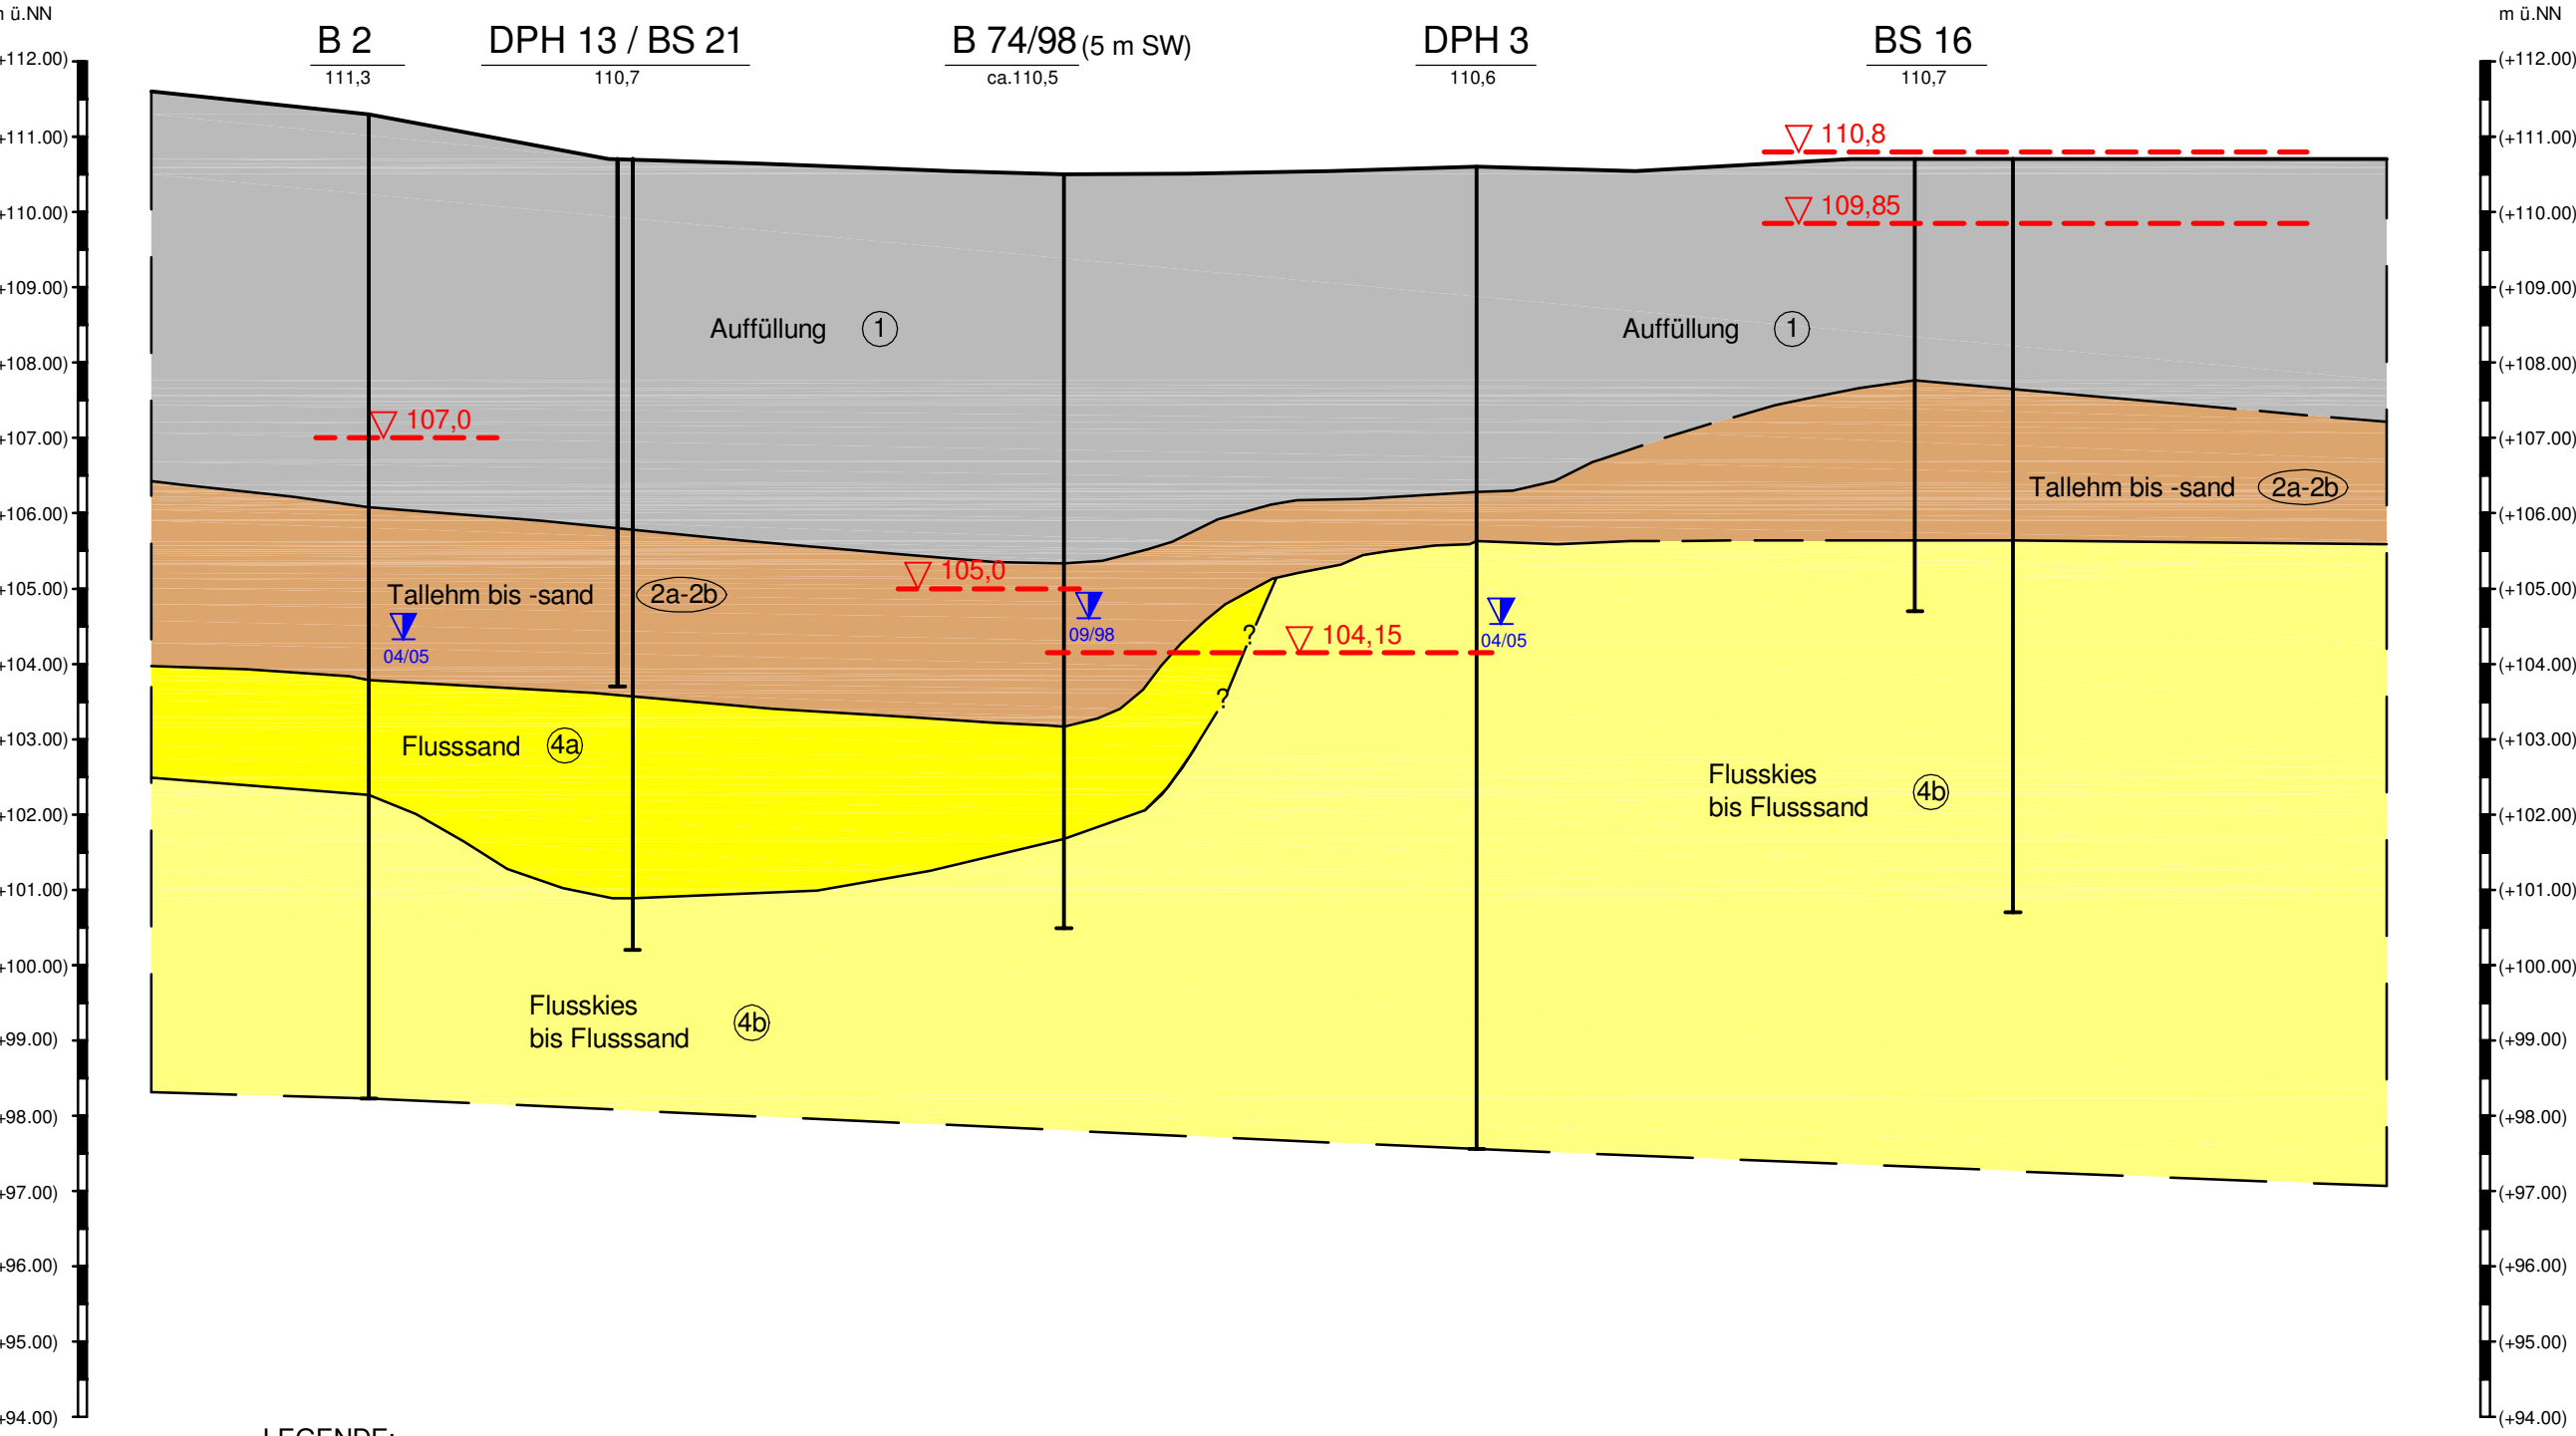 m ü.NN
m ü.NN
B 2
111,3
DPH 13 / BS 21
110,7
B 74/98 (5 m SW)
ca.110,5
DPH 3
110,6
BS 16
110,7
+112.00)
+111.00)
+110.00)
+109.00)
+108.00)
+107.00)
+106.00)
+105.00)
+104.00)
+103.00)
+102.00)
+101.00)
+100.00)
+99.00)
+98.00)
+97.00)
+96.00)
+95.00)
+94.00)
(+112.00)
(+111.00)
(+110.00)
(+109.00)
(+108.00)
(+107.00)
(+106.00)
(+105.00)
(+104.00)
(+103.00)
(+102.00)
(+101.00)
(+100.00)
(+99.00)
(+98.00)
(+97.00)
(+96.00)
(+95.00)
(+94.00)
110,8
109,85
Auffüllung 1
Auffüllung 1
107,0
Tallehm bis -sand 2a-2b
105,0
Tallehm bis -sand 2a-2b
04/05
09/98
?
104,15
04/05
?
Flusssand 4a
Flusskies
bis Flusssand 4b
Flusskies
bis Flusssand 4b
LEGENDE: